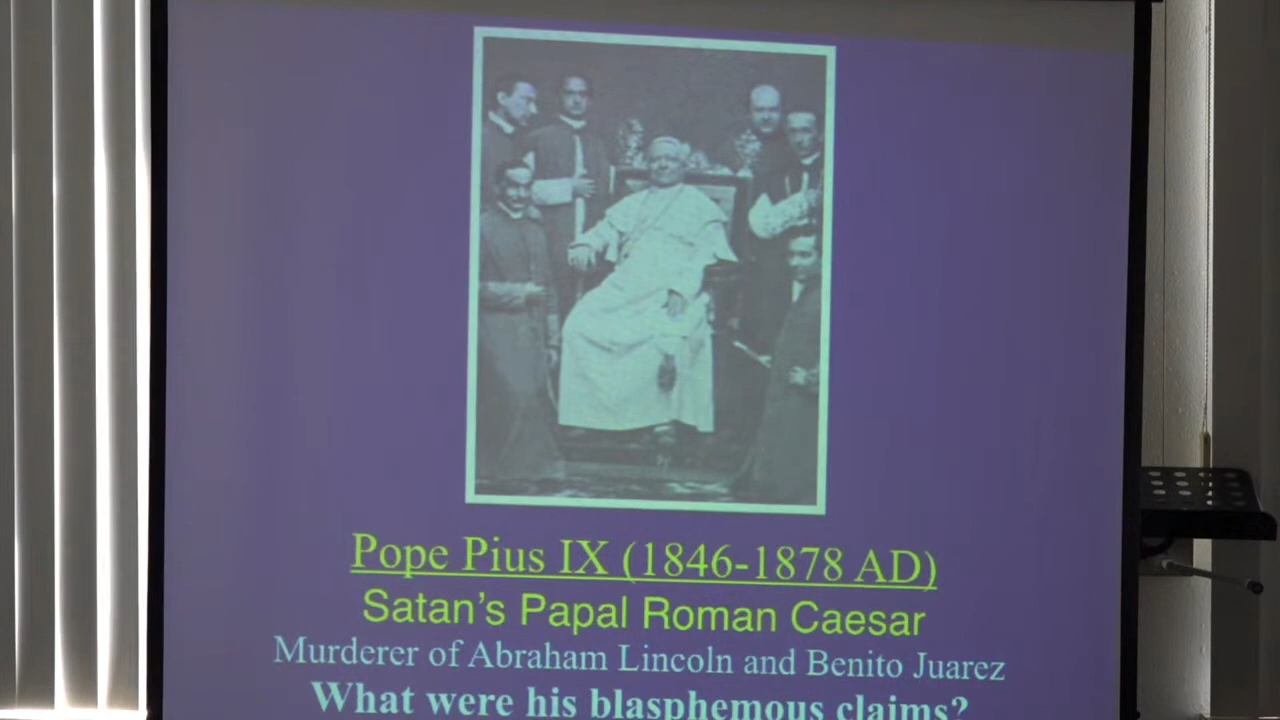 Pope Pius IX (1846-1878 AD)
Satan's Papal Roman Caesar
Murderer of Abraham Lincoln and Benito Juarez
What were his blasphemous claims?